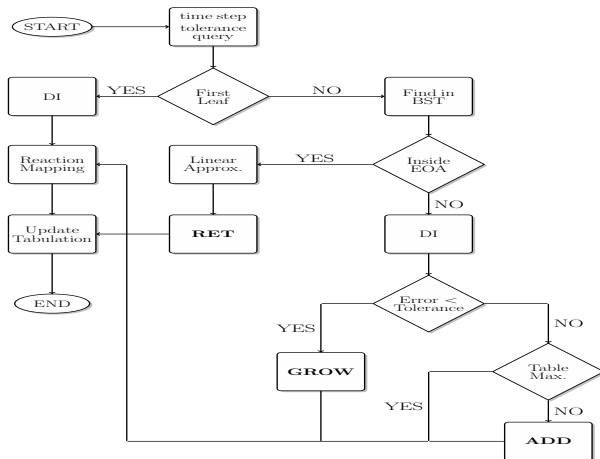 START
time step
tolerance
query
First
Leaf
YES
NO
DI
Find in
BST
Reaction
Mapping
Linear
Approx.
YES
Inside
EOA
NO
Update
Tabulation
RET
DI
END
Error <
Tolerance
YES
NO
GROW
Table
Max.
YES
NO
ADD